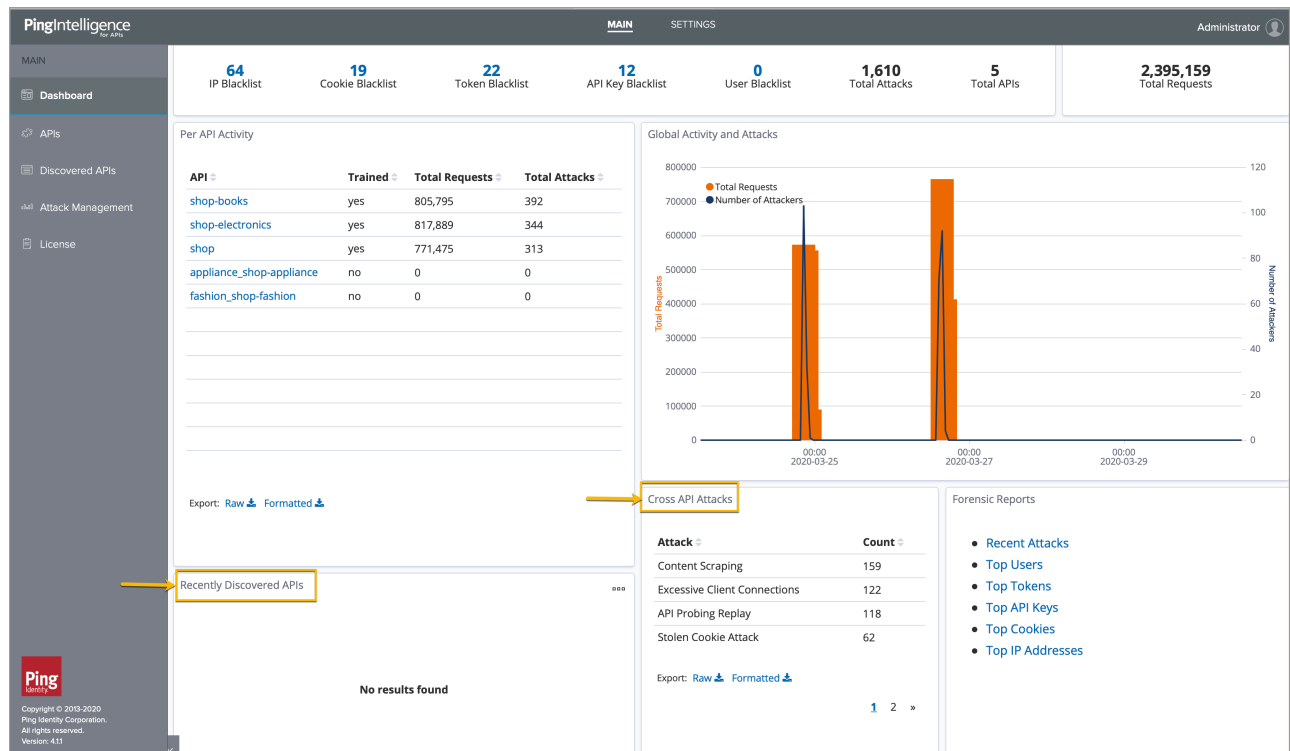 PingIntelligence
for APIs
MAIN
SETTINGS
Administrator
MAIN
Dashboard
APIs
Discovered APIs
Attack Management
License
64
IP Blacklist
19
Cookie Blacklist
22
Token Blacklist
12
API Key Blacklist
0
User Blacklist
1,610
Total Attacks
5
Total APIs
2,395,159
Total Requests
Per API Activity
API Trained Total Requests Total Attacks
shop-books yes 805,795 392
shop-electronics yes 817,889 344
shop yes 771,475 313
appliance_shop-appliance no 0 0
fashion_shop-fashion no 0 0
Export: Raw Formatted
Global Activity and Attacks
Total Requests
Number of Attackers
800000
700000
600000
500000
400000
300000
200000
100000
0
Total Requests
120
100
80
60
40
20
0
Number of Attackers
00:00
2020-03-25
00:00
2020-03-27
00:00
2020-03-29
Recently Discovered APIs
No results found
Cross API Attacks
Attack Count
Content Scraping 159
Excessive Client Connections 122
API Probing Replay 118
Stolen Cookie Attack 62
Export: Raw Formatted
1 2 »
Forensic Reports
Recent Attacks
Top Users
Top Tokens
Top API Keys
Top Cookies
Top IP Addresses
Ping
Identity
Copyright © 2013-2020
Ping Identity Corporation.
All rights reserved.
Version: 4.1.1